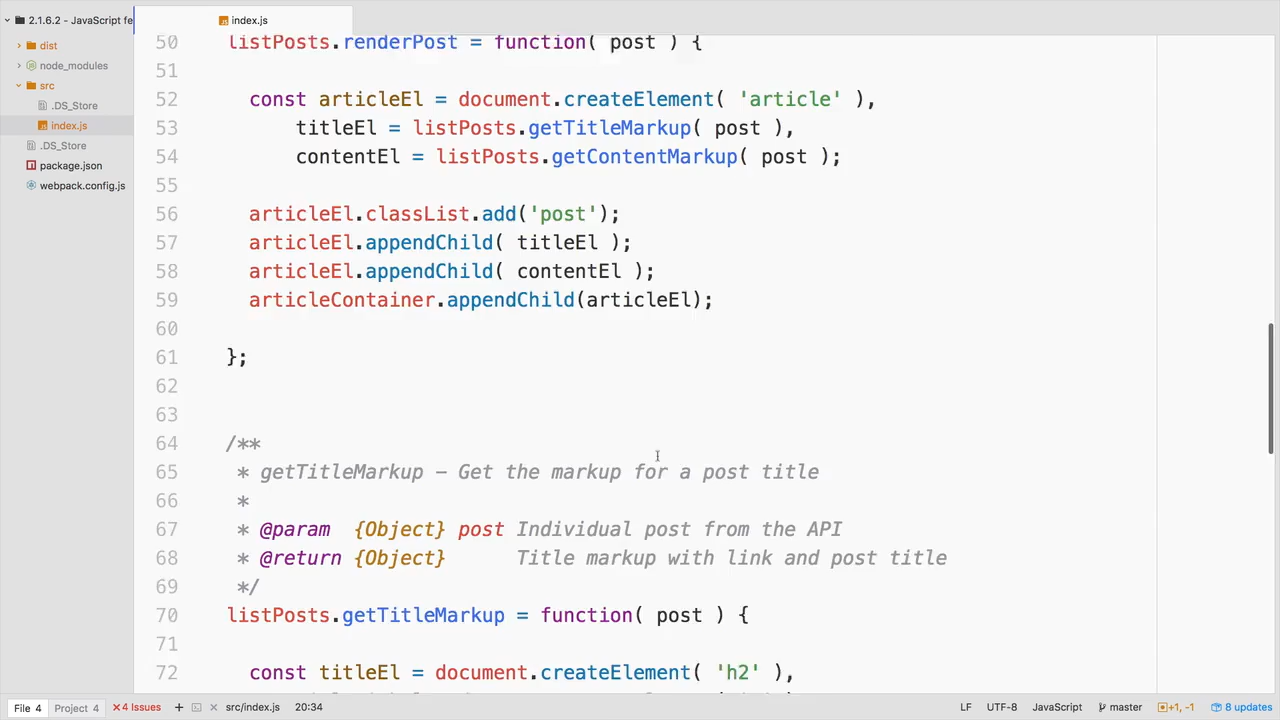 2.1.6.2 - JavaScript fe
index.js
dist
node_modules
src
.DS_Store
index.js
.DS_Store
package.json
webpack.config.js
50 listPosts.renderPost = function( post ) {
51
52 const articleEl = document.createElement( 'article' ),
53 titleEl = listPosts.getTitleMarkup( post ),
54 contentEl = listPosts.getContentMarkup( post );
55
56 articleEl.classList.add('post');
57 articleEl.appendChild( titleEl );
58 articleEl.appendChild( contentEl );
59 articleContainer.appendChild(articleEl);
60
61 };
62
63
64 /**
65 * getTitleMarkup - Get the markup for a post title
66 *
67 * @param {Object} post Individual post from the API
68 * @return {Object} Title markup with link and post title
69 */
70 listPosts.getTitleMarkup = function( post ) {
71
72 const titleEl = document.createElement( 'h2' ),
File 4 Project 4 4 Issues + src/index.js 20:34 LF UTF-8 JavaScript master +1, -1 8 updates